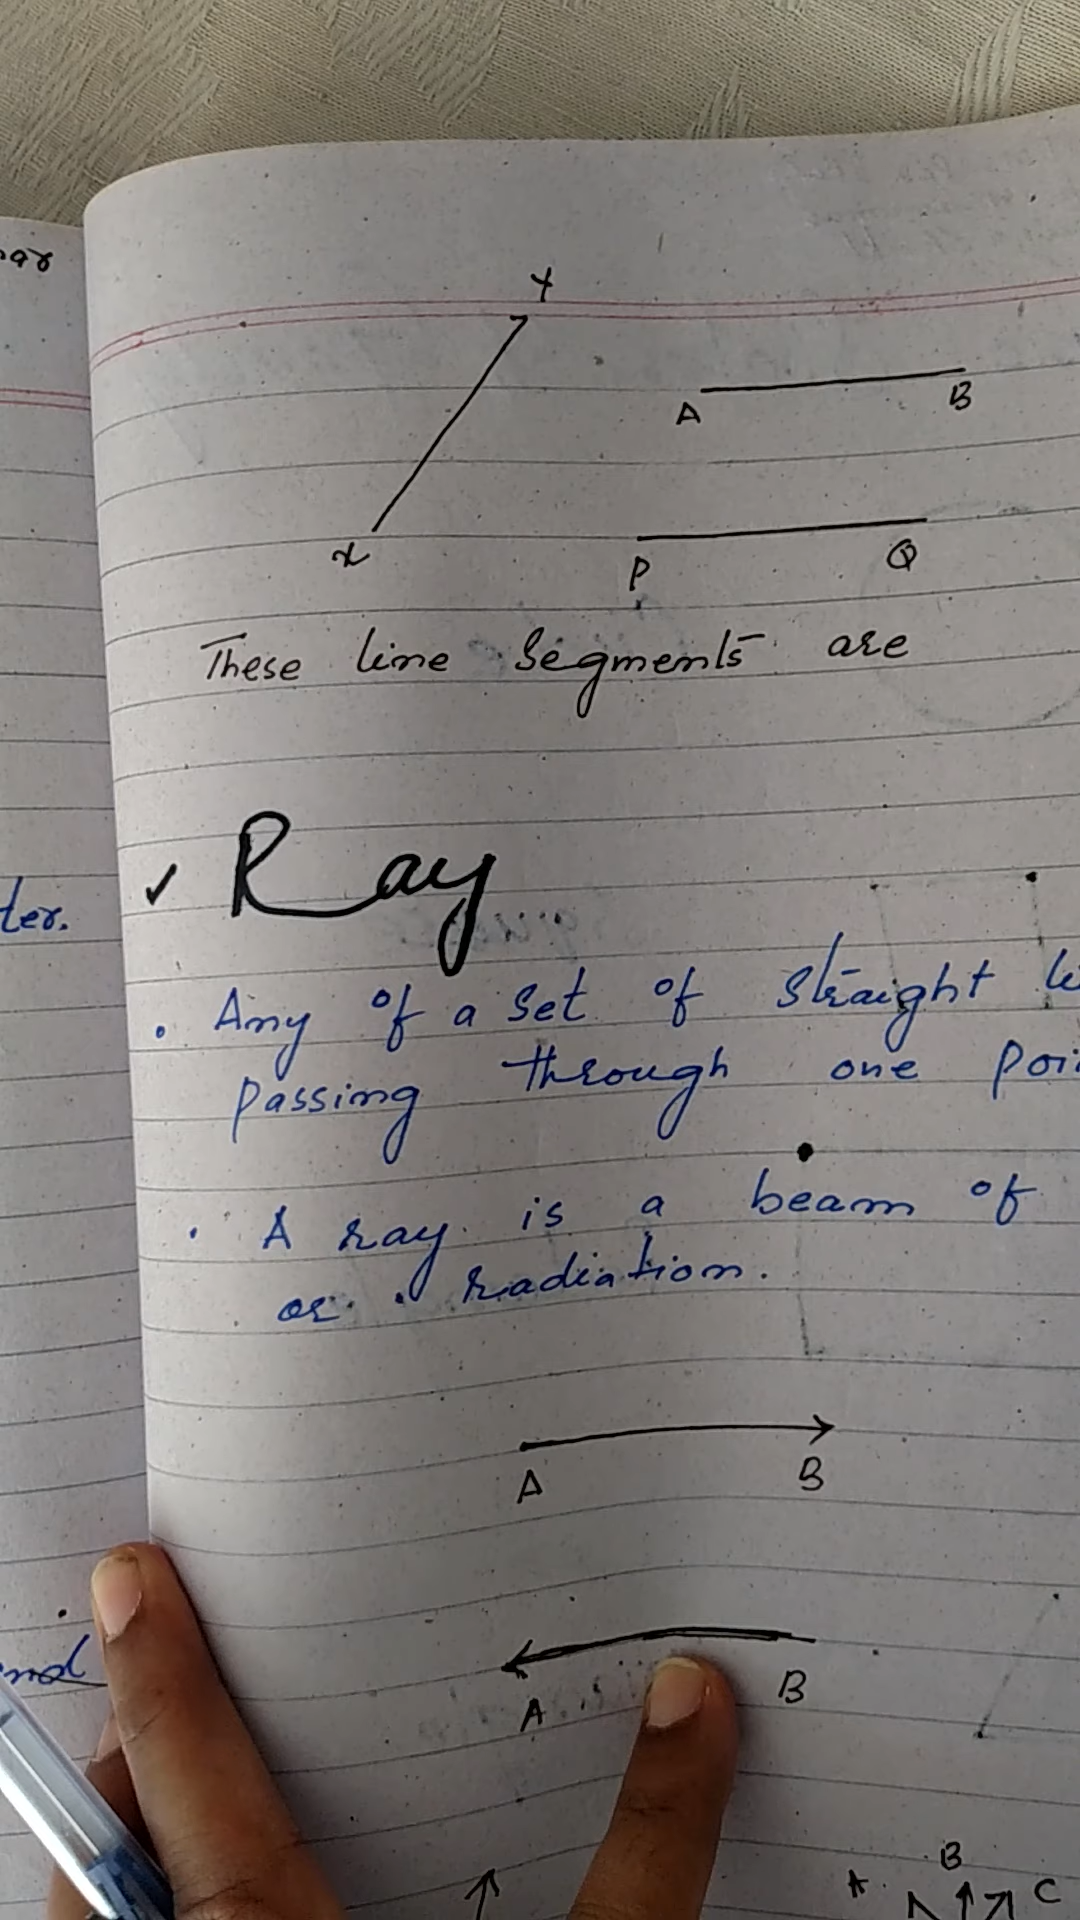 Y
A B
x
P Q
These line segments are
ter.
✓ Ray
• Any of a set of straight
passing through one
• A ray is a beam of
or radiation.
A B
A B
B
A C